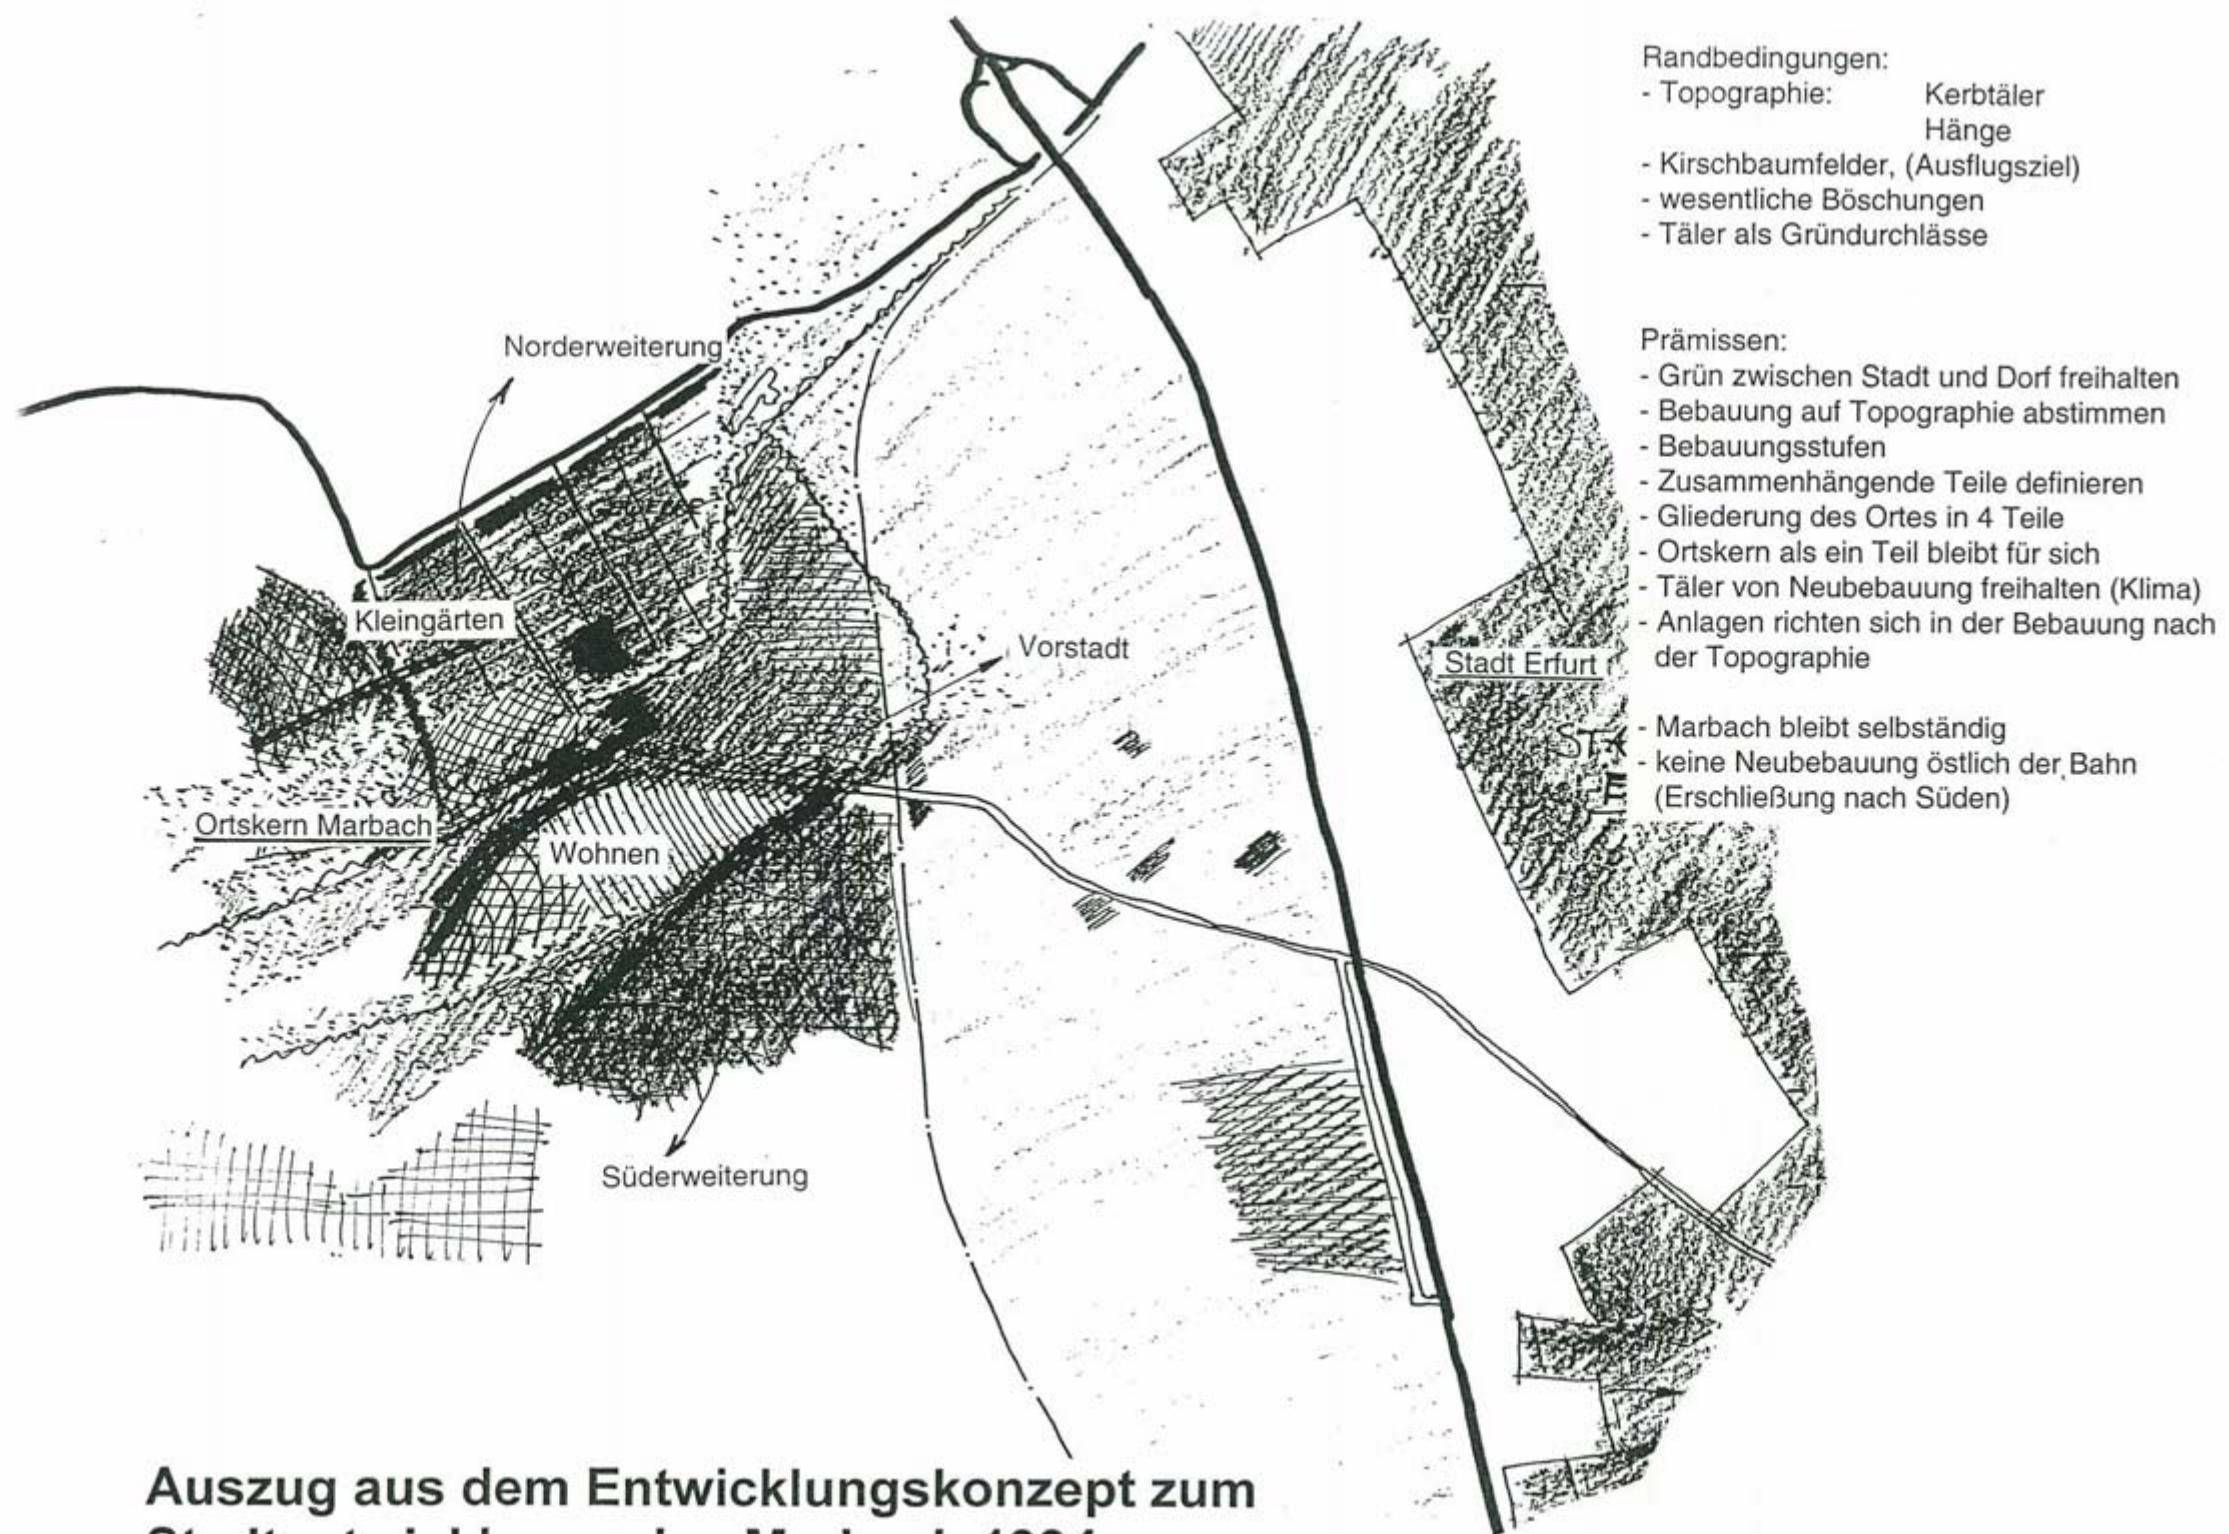 Randbedingungen:
- Topographie: Kerbtäler
Hänge
- Kirschbaumfelder, (Ausflugsziel)
- wesentliche Böschungen
- Täler als Gründurchlässe
Prämissen:
- Grün zwischen Stadt und Dorf freihalten
- Bebauung auf Topographie abstimmen
- Bebauungsstufen
- Zusammenhängende Teile definieren
- Gliederung des Ortes in 4 Teile
- Ortskern als ein Teil bleibt für sich
- Täler von Neubebauung freihalten (Klima)
- Anlagen richten sich in der Bebauung nach
der Topographie
- Marbach bleibt selbständig
- keine Neubebauung östlich der Bahn
(Erschließung nach Süden)
Norderweiterung
Kleingärten
Vorstadt
Stadt Erfurt
Ortskern Marbach
Wohnen
Süderweiterung
Auszug aus dem Entwicklungskonzept zum